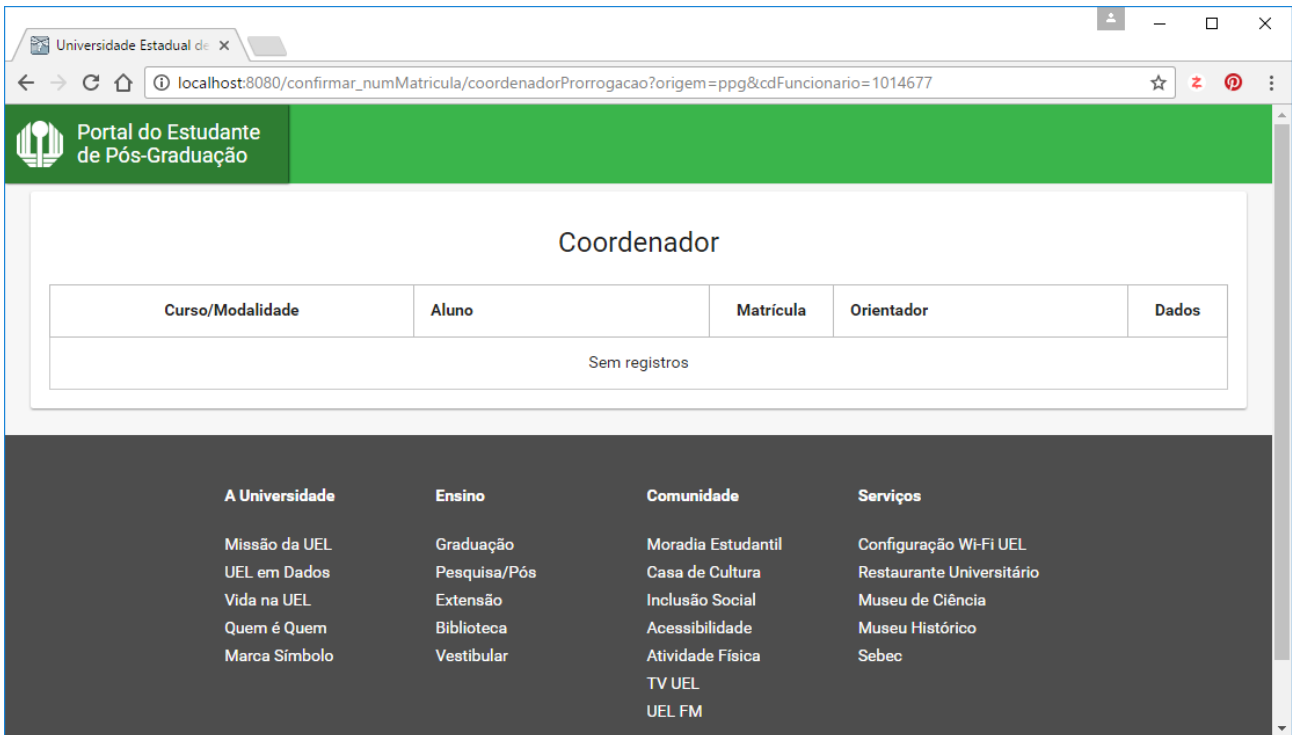 Universidade Estadual de
localhost:8080/confirmar_numMatricula/coordenadorProrrogacao?origem=ppg&cdFuncionario=1014677
Portal do Estudante
de Pós-Graduação
Coordenador
Curso/Modalidade Aluno Matrícula Orientador Dados
Sem registros
A Universidade Ensino Comunidade Serviços
Missão da UEL Graduação Moradia Estudantil Configuração Wi-Fi UEL
UEL em Dados Pesquisa/Pós Casa de Cultura Restaurante Universitário
Vida na UEL Extensão Inclusão Social Museu de Ciência
Quem é Quem Biblioteca Acessibilidade Museu Histórico
Marca Símbolo Vestibular Atividade Física Sebec
TV UEL
UEL FM